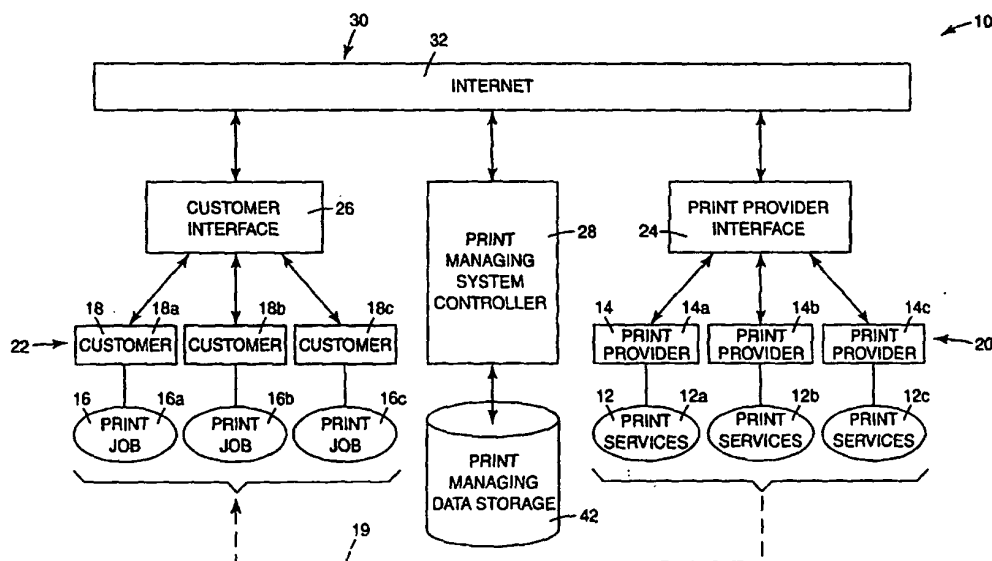 30
10
32
INTERNET
CUSTOMER
INTERFACE
26
PRINT
MANAGING
SYSTEM
CONTROLLER
28
PRINT PROVIDER
INTERFACE
24
22
18 18a 18b 18c
CUSTOMER CUSTOMER CUSTOMER
14 14a 14b 14c
PRINT
PROVIDER
PRINT
PROVIDER
PRINT
PROVIDER
20
16 16a 16b 16c
PRINT
JOB
PRINT
JOB
PRINT
JOB
PRINT
MANAGING
DATA STORAGE
42
12 12a 12b 12c
PRINT
SERVICES
PRINT
SERVICES
PRINT
SERVICES
19